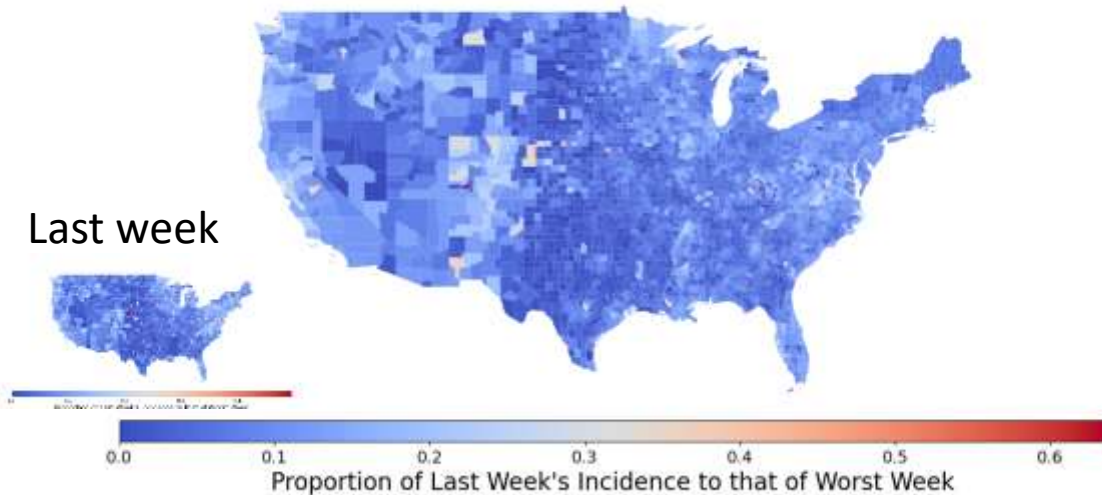 Last week
0.0 0.1 0.2 0.3 0.4 0.5 0.6
Proportion of Last Week's Incidence to that of Worst Week